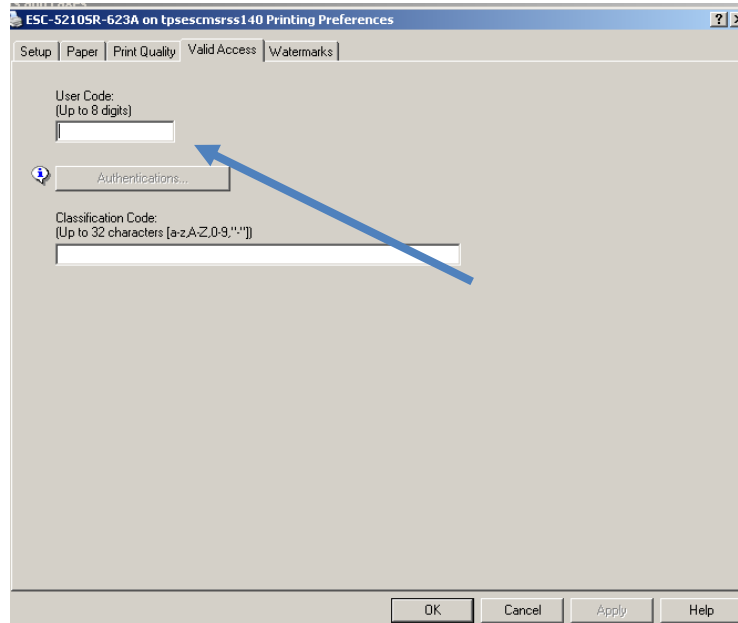 ESC-5210SR-623A on tpsescmsrss140 Printing Preferences
Setup Paper Print Quality Valid Access Watermarks
User Code:
(Up to 8 digits)
Authentications...
Classification Code:
(Up to 32 characters [a-z,A-Z,0-9,"-"])
OK Cancel Apply Help